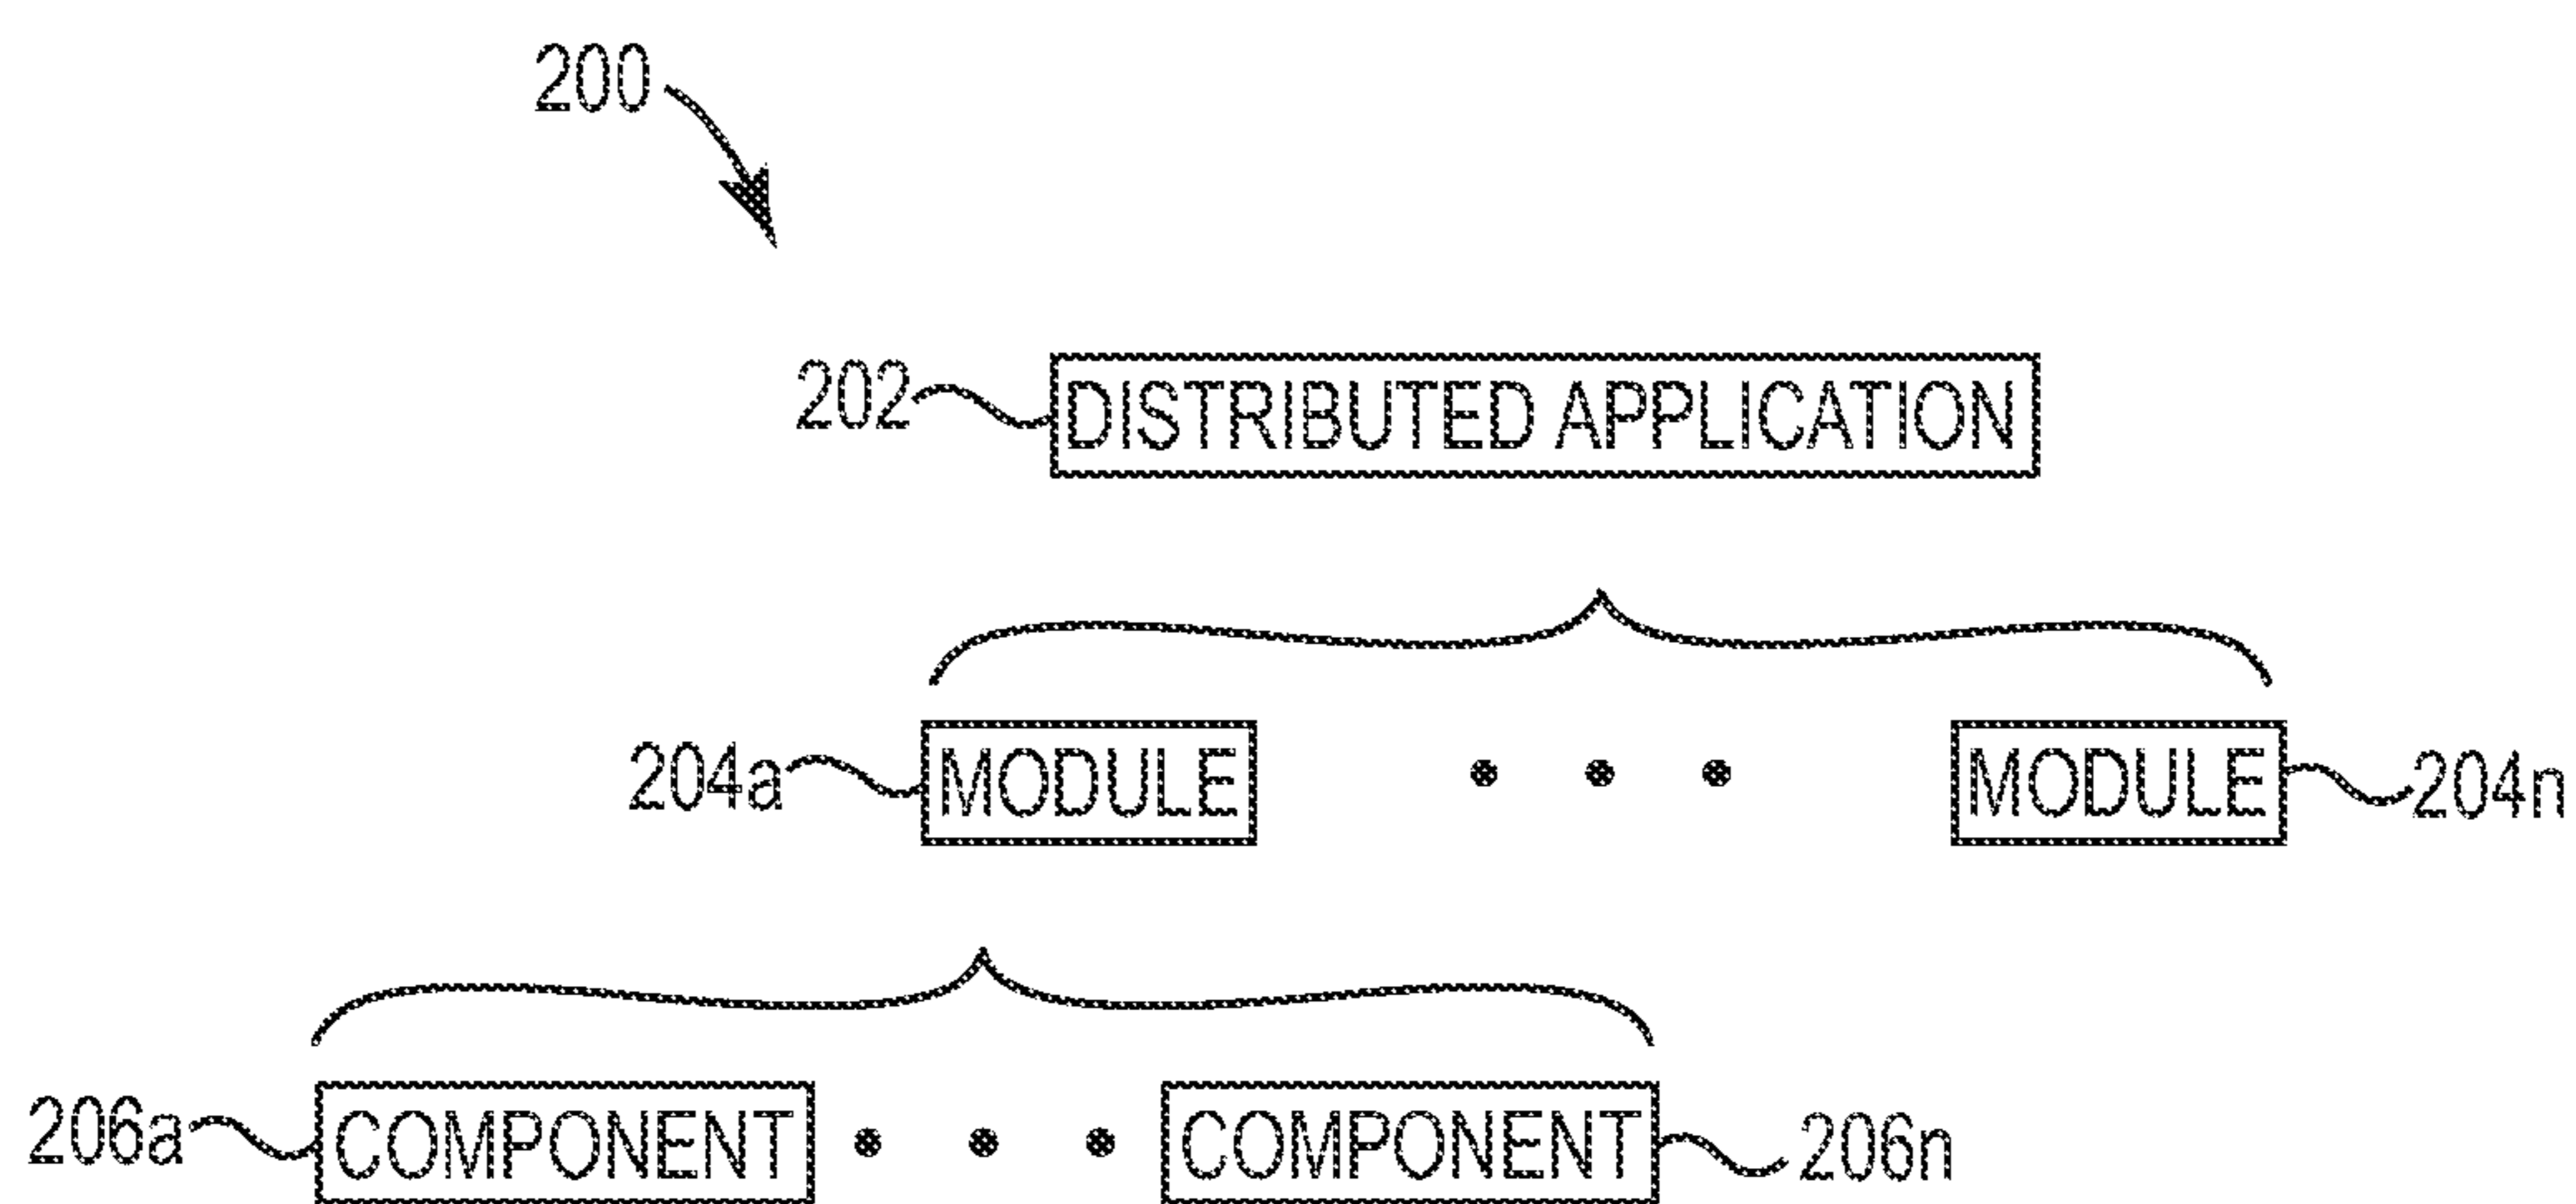 200
202 DISTRIBUTED APPLICATION
204a MODULE • • • MODULE 204n
206a COMPONENT • • • COMPONENT 206n